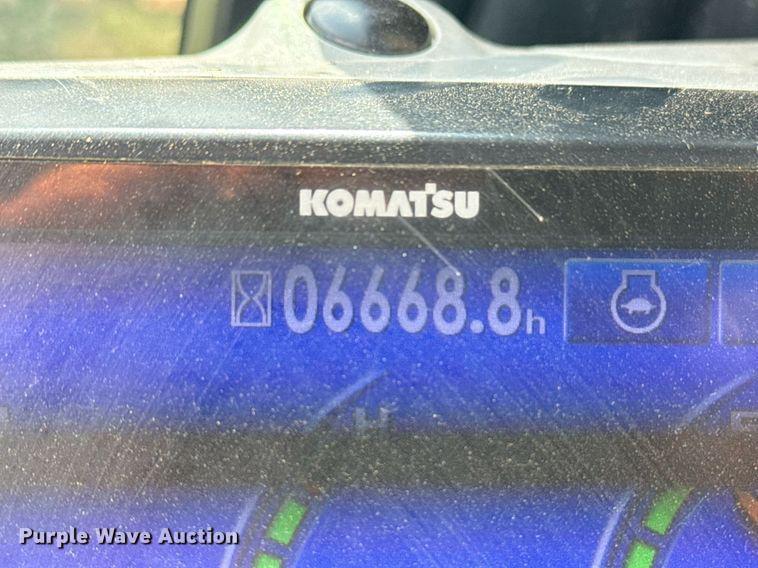 KOMATSU
06668.8h
H
Purple Wave Auction